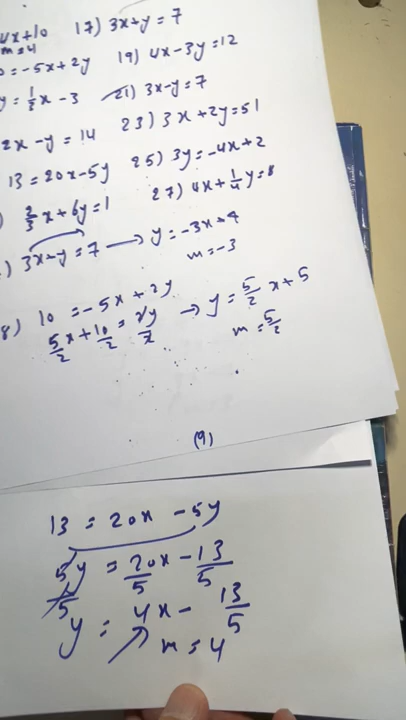 4x+10 17) 3x+y=7
m=4
= -5x+2y 19) 4x-3y=12
y = 1/2 x - 3 21) 3x-y=7
2x - y = 14 23) 3x+2y=51
13 = 20x-5y 25) 3y=-4x+2
2/3 x + 6y = 1 27) 4x+1/4 y=8
) 3x+y = 7 → y = -3x+4
m = -3
8) 10 = -5x+2y
5/2 x + 10/2 = 2y/2 → y = 5/2 x + 5
m = 5/2
(9)
13 = 20x - 5y
5y/5 = 20x/5 - 13/5
y = 4x - 13/5
m = 4